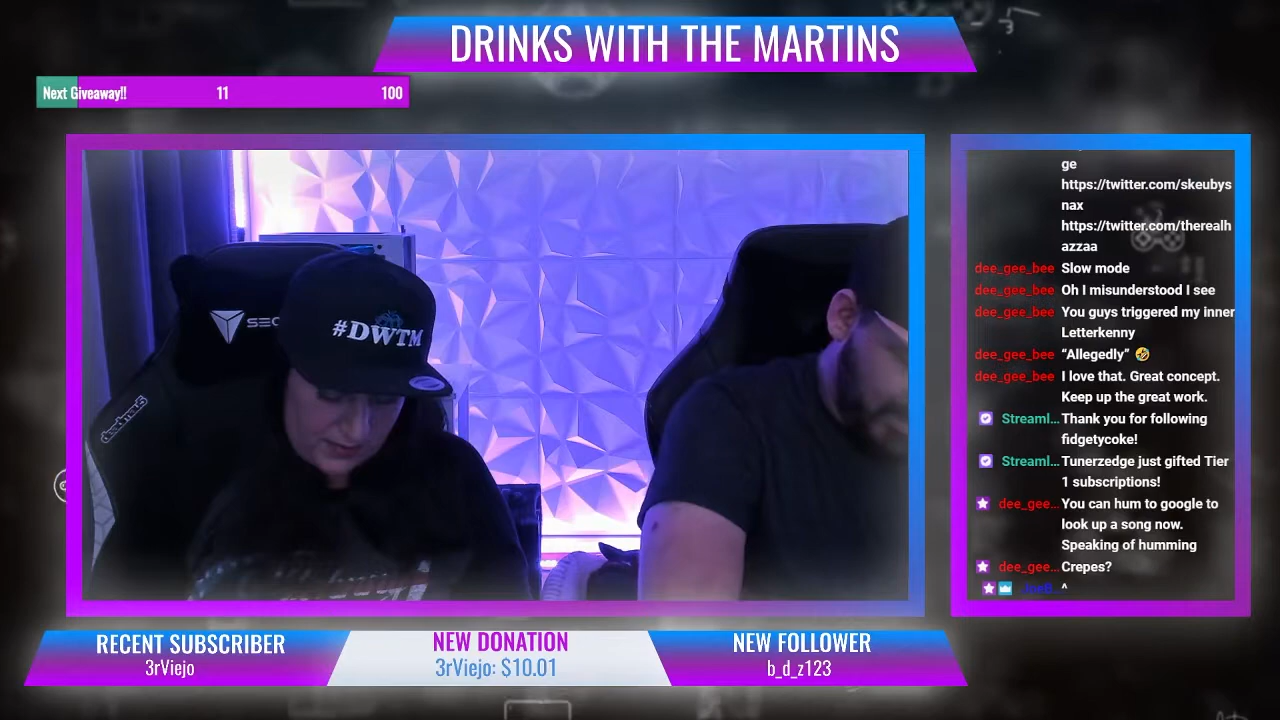 DRINKS WITH THE MARTINS
Next Giveaway!! 11 100
#DWTM
SEC
ge
https://twitter.com/skeubys
nax
https://twitter.com/therealh
azzaa
dee_gee_bee Slow mode
dee_gee_bee Oh I misunderstood I see
dee_gee_bee You guys triggered my inner
Letterkenny
dee_gee_bee “Allegedly” 🤣
dee_gee_bee I love that. Great concept.
Keep up the great work.
Streaml... Thank you for following
fidgetycoke!
Streaml... Tunerzedge just gifted Tier
1 subscriptions!
dee_gee... You can hum to google to
look up a song now.
Speaking of humming
dee_gee... Crepes?
^
RECENT SUBSCRIBER
3rViejo
NEW DONATION
3rViejo: $10.01
NEW FOLLOWER
b_d_z123